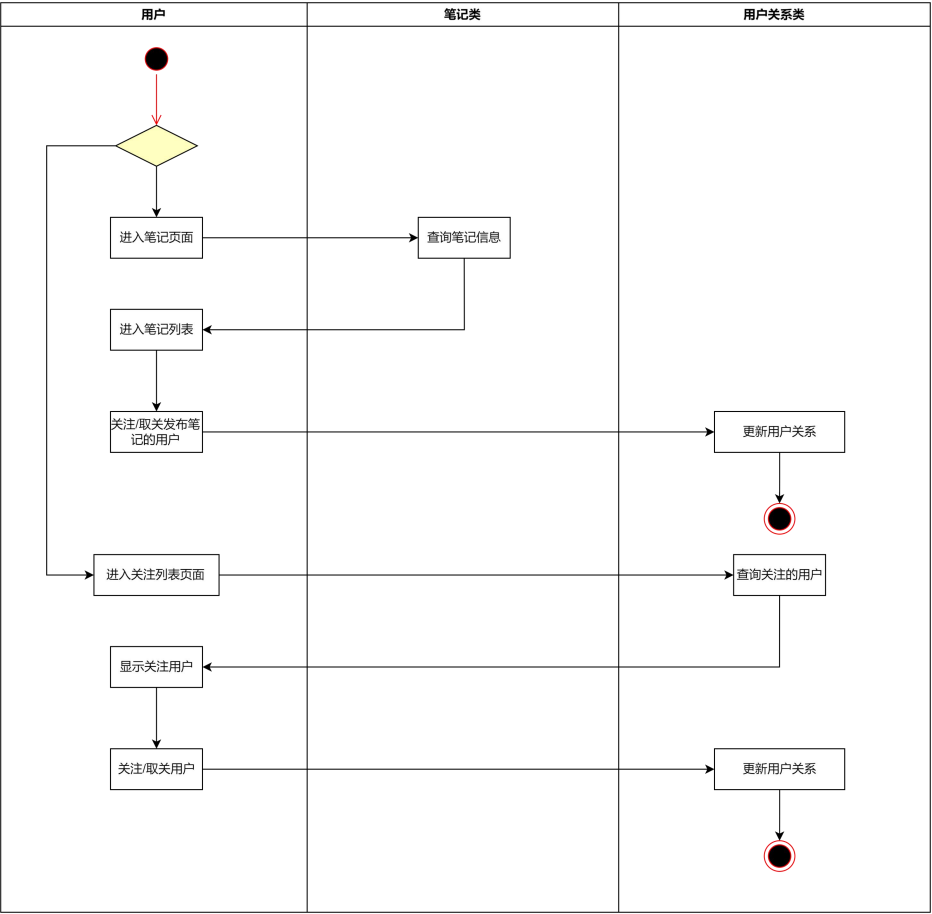 用户
笔记类
用户关系类
进入笔记页面
查询笔记信息
进入笔记列表
关注/取关发布笔
记的用户
更新用户关系
进入关注列表页面
查询关注的用户
显示关注用户
关注/取关用户
更新用户关系